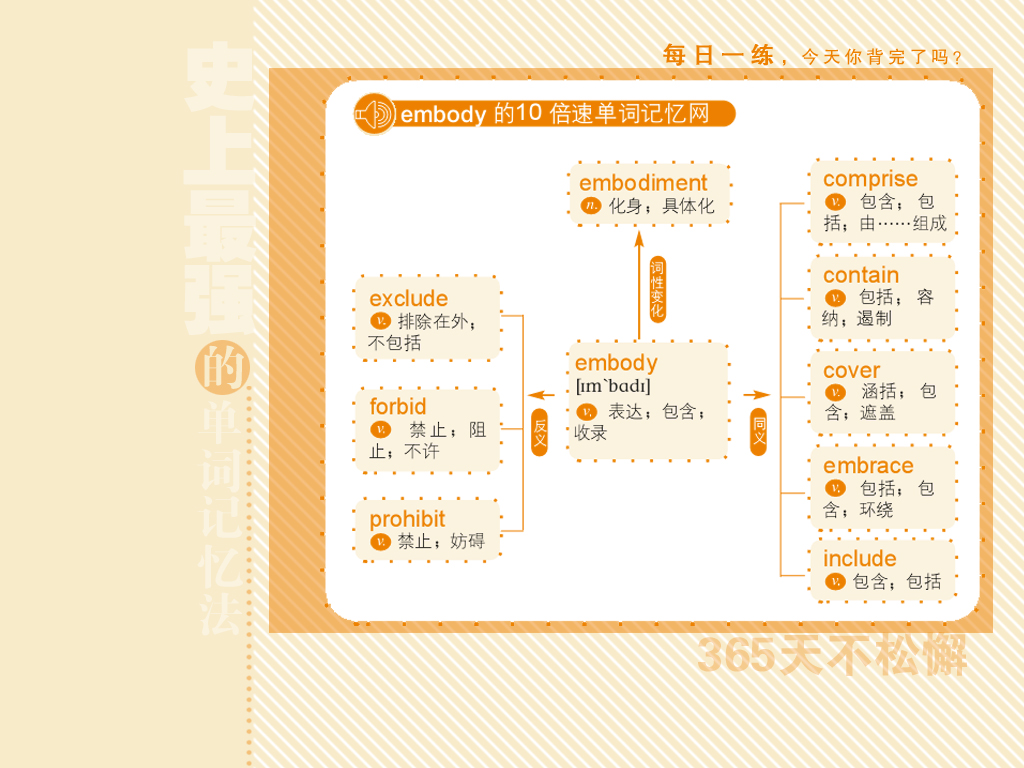 每日一练，今天你背完了吗？
史上最强的单词记忆法
embody 的10 倍速单词记忆网
embodiment
n. 化身；具体化
词性变化
embody
[ɪm`bɑdɪ]
v. 表达；包含；
收录
反义
exclude
v. 排除在外；
不包括
forbid
v. 禁止；阻
止；不许
prohibit
v. 禁止；妨碍
同义
comprise
v. 包含；包
括；由……组成
contain
v. 包括；容
纳；遏制
cover
v. 涵括；包
含；遮盖
embrace
v. 包括；包
含；环绕
include
v. 包含；包括
365天不松懈